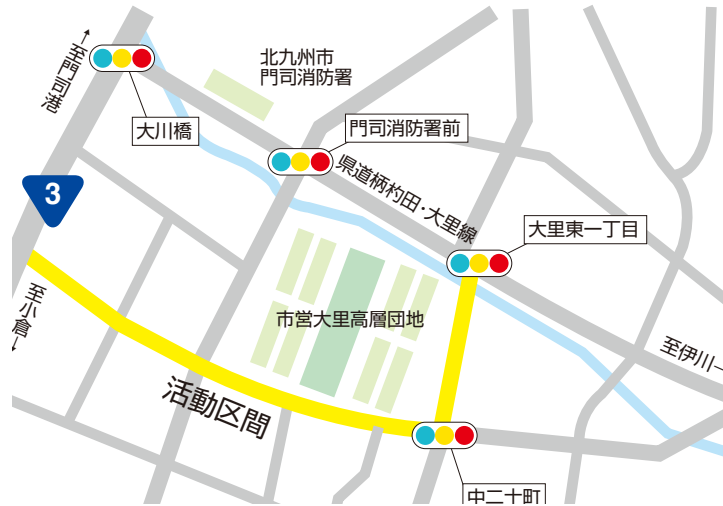 ↑至門司港
北九州市
門司消防署
大川橋
門司消防署前
県道柄杓田・大里線
3
大里東一丁目
至小倉↓
市営大里高層団地
至伊川
活動区間
中二十町